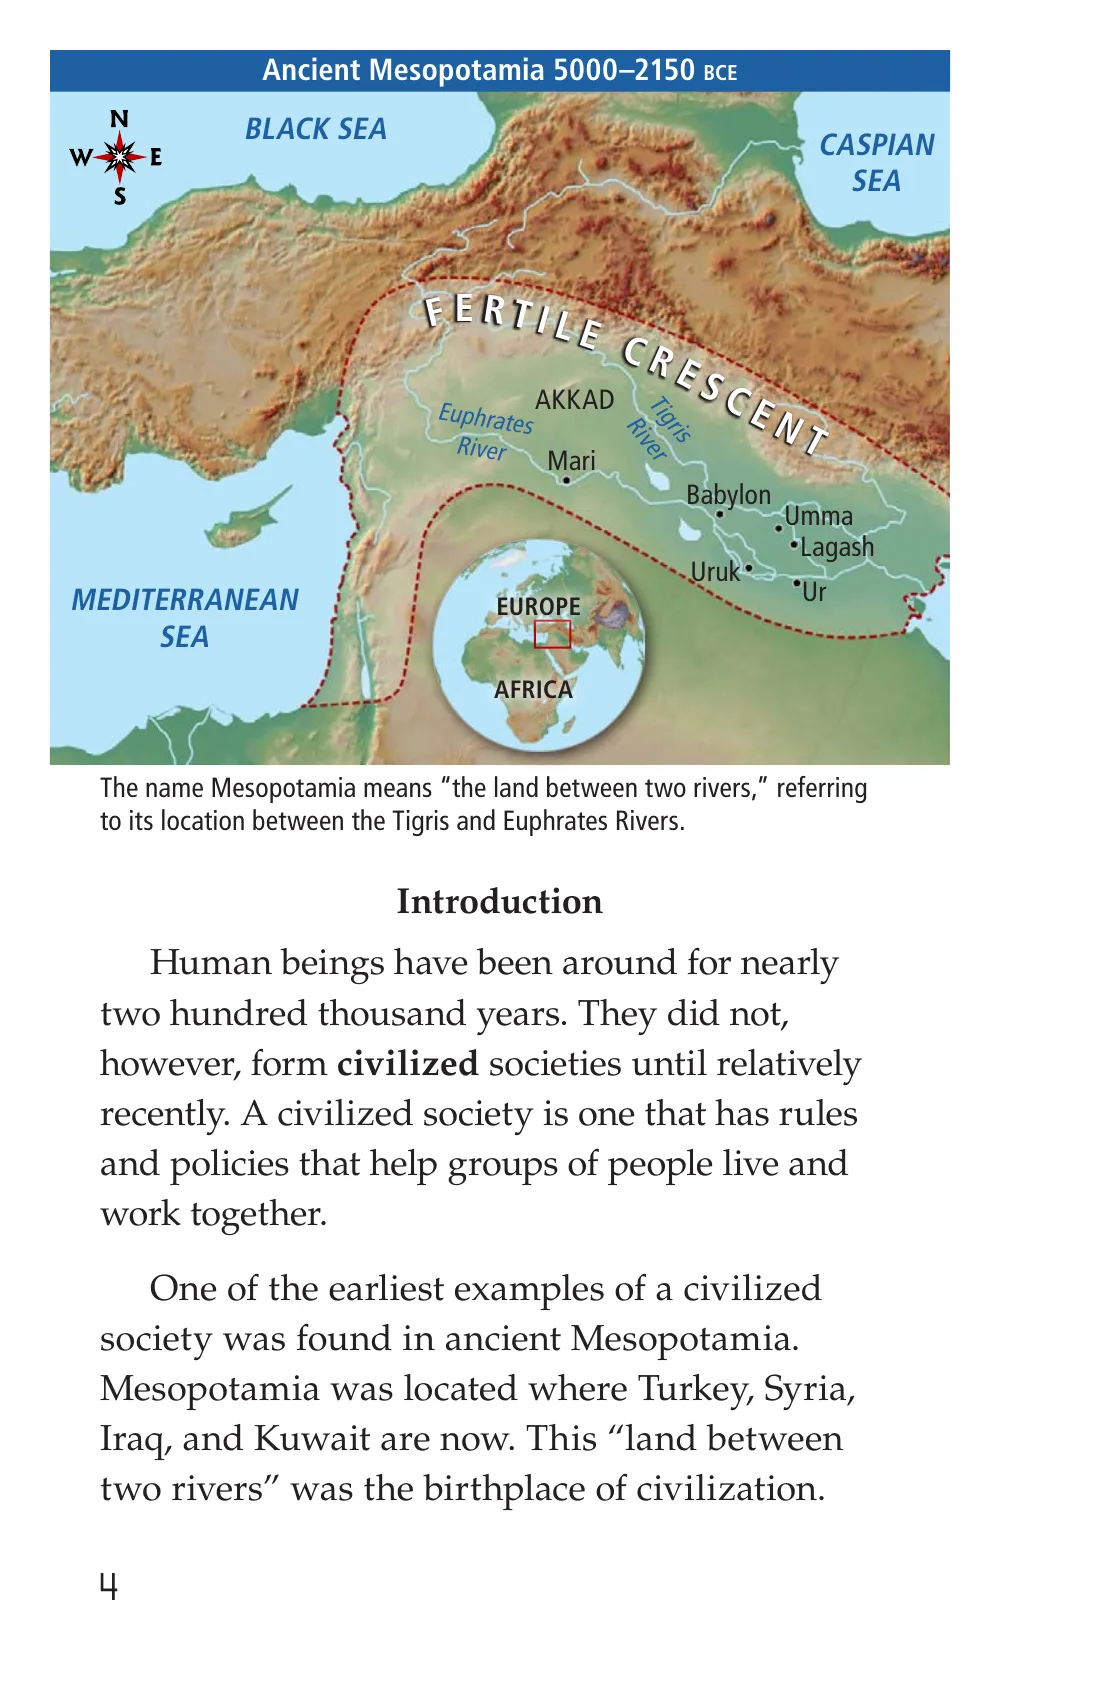 Ancient Mesopotamia 5000–2150 BCE
N
W E
S
BLACK SEA
CASPIAN
SEA
FERTILE CRESCENT
AKKAD
Euphrates
River
Tigris
River
Mari
Babylon
Umma
Lagash
Uruk
Ur
MEDITERRANEAN
SEA
EUROPE
AFRICA
The name Mesopotamia means “the land between two rivers,” referring
to its location between the Tigris and Euphrates Rivers.
Introduction
Human beings have been around for nearly
two hundred thousand years. They did not,
however, form civilized societies until relatively
recently. A civilized society is one that has rules
and policies that help groups of people live and
work together.
One of the earliest examples of a civilized
society was found in ancient Mesopotamia.
Mesopotamia was located where Turkey, Syria,
Iraq, and Kuwait are now. This “land between
two rivers” was the birthplace of civilization.
4